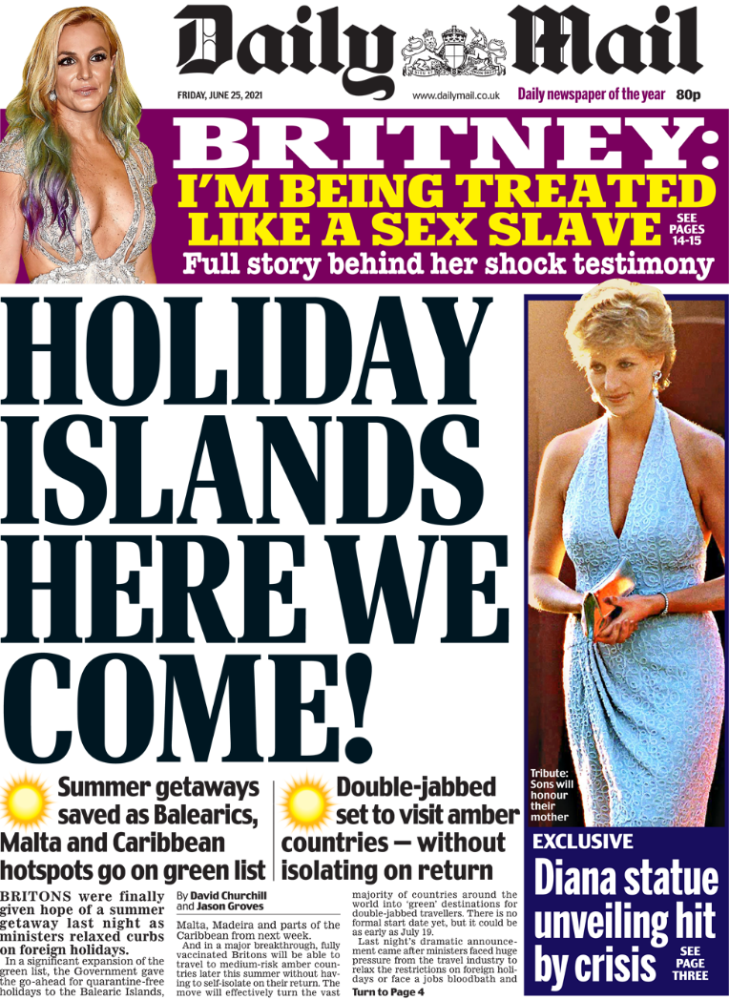 Daily Mail
FRIDAY, JUNE 25, 2021
www.dailymail.co.uk
Daily newspaper of the year
80p
BRITNEY:
I'M BEING TREATED
LIKE A SEX SLAVE
SEE
PAGES
14-15
Full story behind her shock testimony
HOLIDAY
ISLANDS
HERE WE
COME!
Summer getaways
saved as Balearics,
Malta and Caribbean
hotspots go on green list
Double-jabbed
set to visit amber
countries – without
isolating on return
BRITONS were finally
given hope of a summer
getaway last night as
ministers relaxed curbs
on foreign holidays.
In a significant expansion of the
green list, the Government gave
the go-ahead for quarantine-free
holidays to the Balearic Islands,
By David Churchill
and Jason Groves
Malta, Madeira and parts of the
Caribbean from next week.
And in a major breakthrough, fully
vaccinated Britons will be able to
travel to medium-risk amber coun-
tries later this summer without hav-
ing to self-isolate on their return. The
move will effectively turn the vast
majority of countries around the
world into 'green' destinations for
double-jabbed travellers. There is no
formal start date yet, but it could be
as early as July 19.
Last night's dramatic announce-
ment came after ministers faced huge
pressure from the travel industry to
relax the restrictions on foreign holi-
days or face a jobs bloodbath and
Turn to Page 4
Tribute:
Sons will
honour
their
mother
EXCLUSIVE
Diana statue
unveiling hit
by crisis
SEE
PAGE
THREE